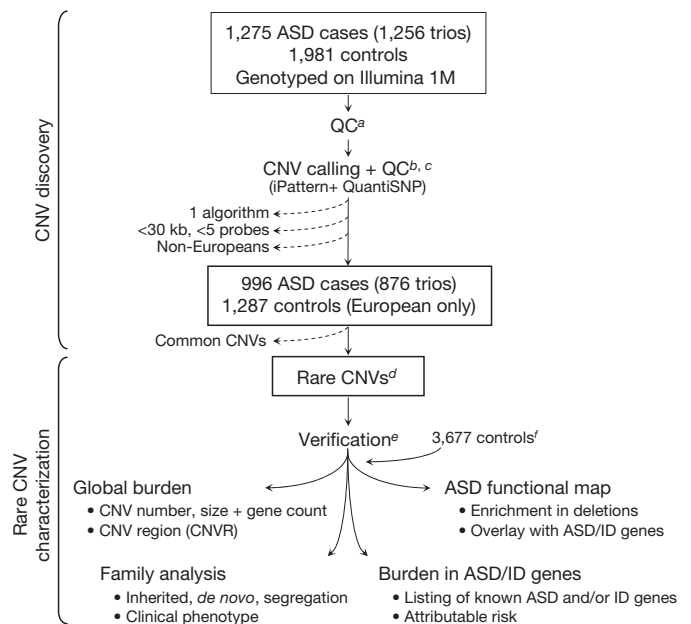 1,275 ASD cases (1,256 trios)
1,981 controls
Genotyped on Illumina 1M
CNV discovery
QCa
CNV calling + QCb, c
(iPattern+ QuantiSNP)
1 algorithm
<30 kb, <5 probes
Non-Europeans
996 ASD cases (876 trios)
1,287 controls (European only)
Common CNVs
Rare CNVsd
Rare CNV
characterization
Verificatione
3,677 controlsf
Global burden
• CNV number, size + gene count
• CNV region (CNVR)
ASD functional map
• Enrichment in deletions
• Overlay with ASD/ID genes
Family analysis
• Inherited, de novo, segregation
• Clinical phenotype
Burden in ASD/ID genes
• Listing of known ASD and/or ID genes
• Attributable risk